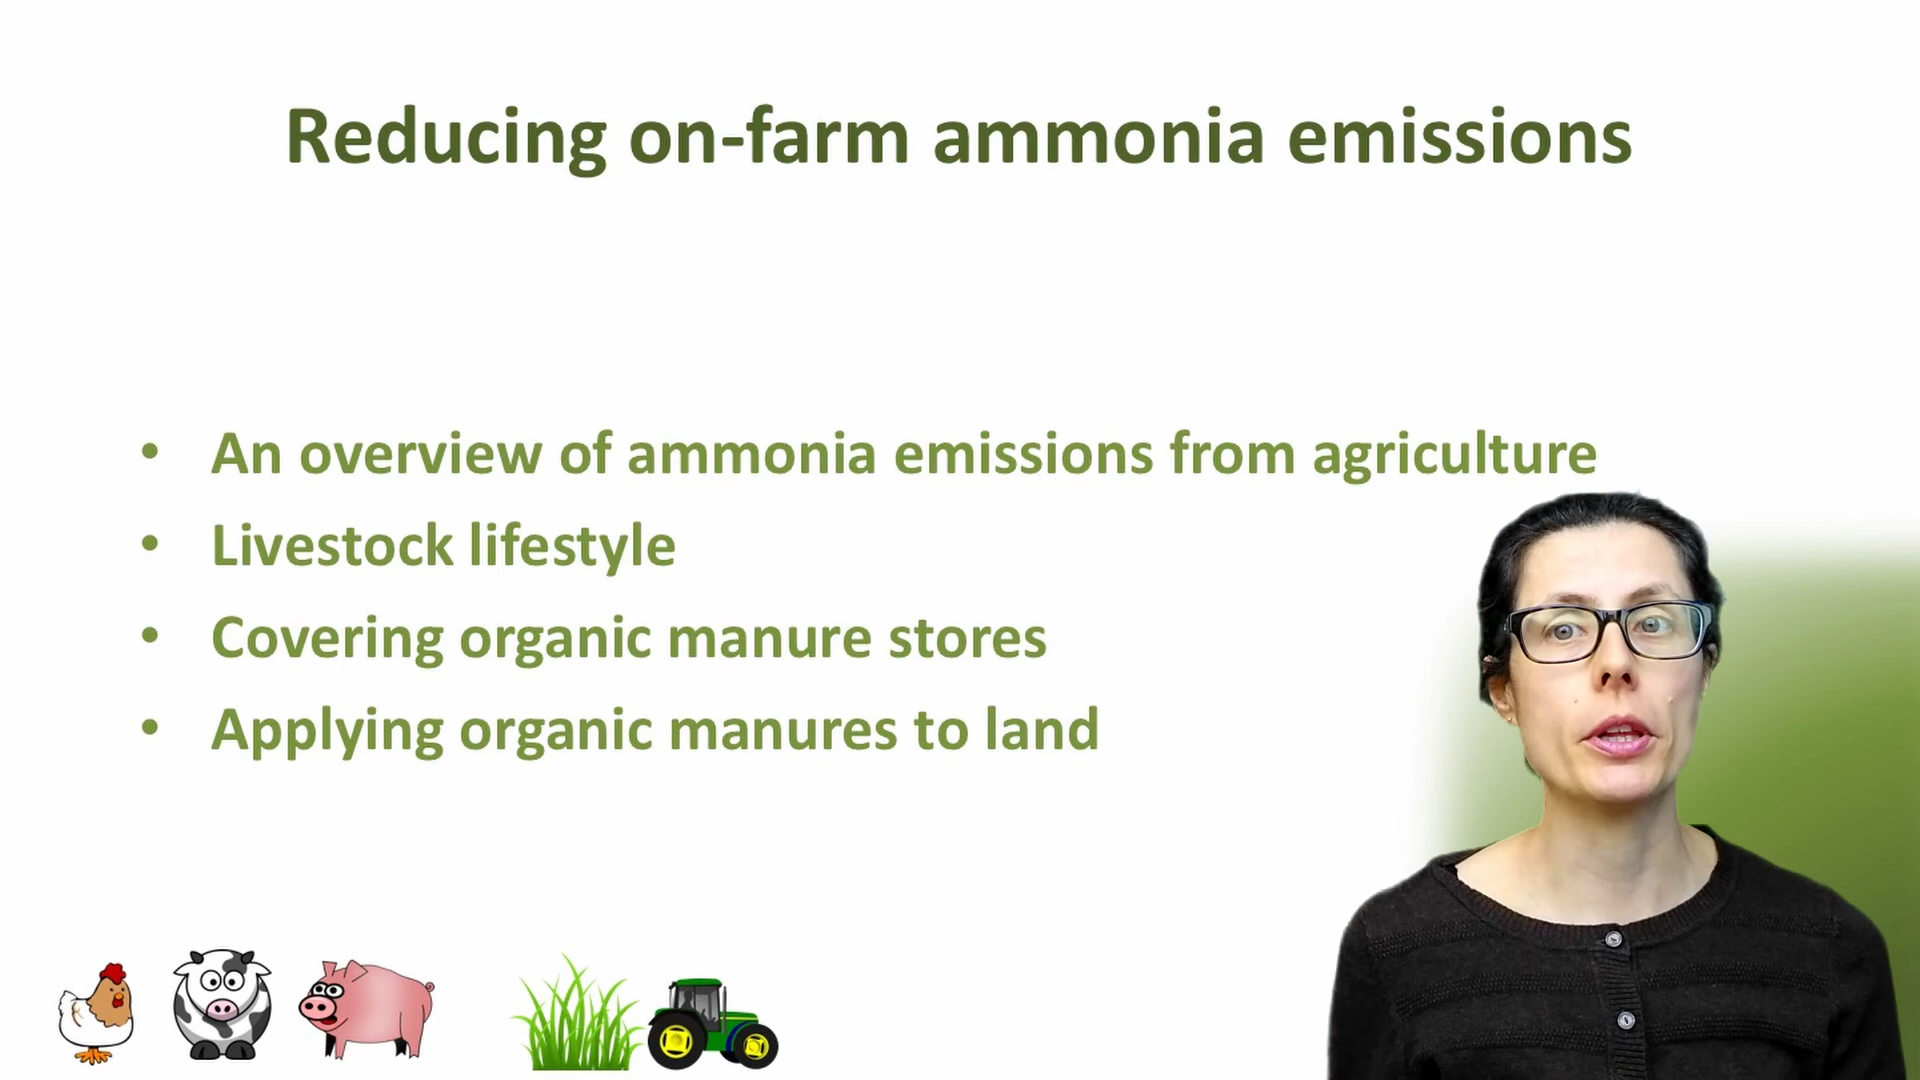 Reducing on-farm ammonia emissions
• An overview of ammonia emissions from agriculture
• Livestock lifestyle
• Covering organic manure stores
• Applying organic manures to land